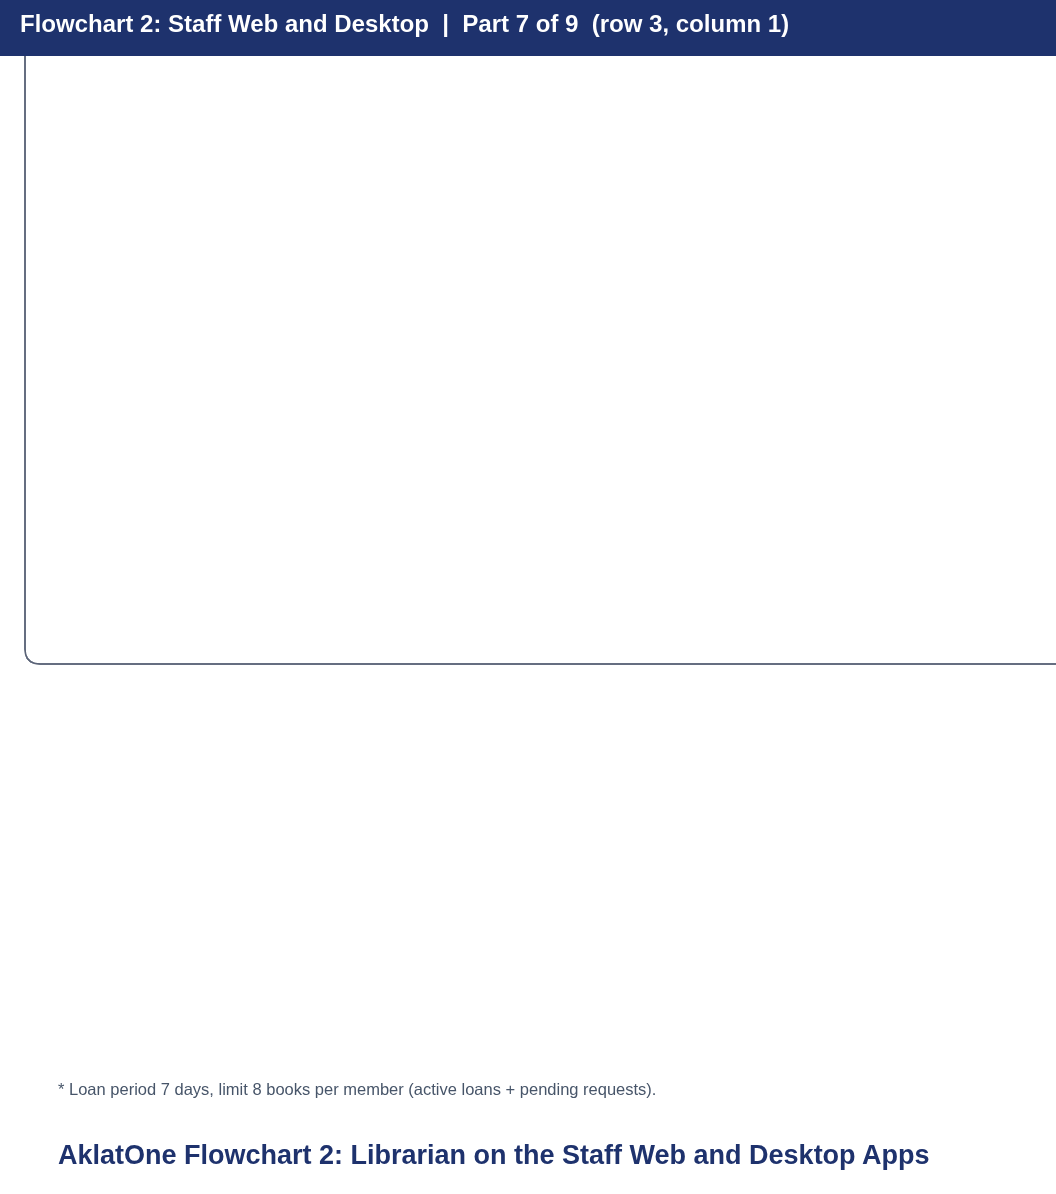 Flowchart 2: Staff Web and Desktop | Part 7 of 9 (row 3, column 1)
* Loan period 7 days, limit 8 books per member (active loans + pending requests).
AklatOne Flowchart 2: Librarian on the Staff Web and Desktop Apps